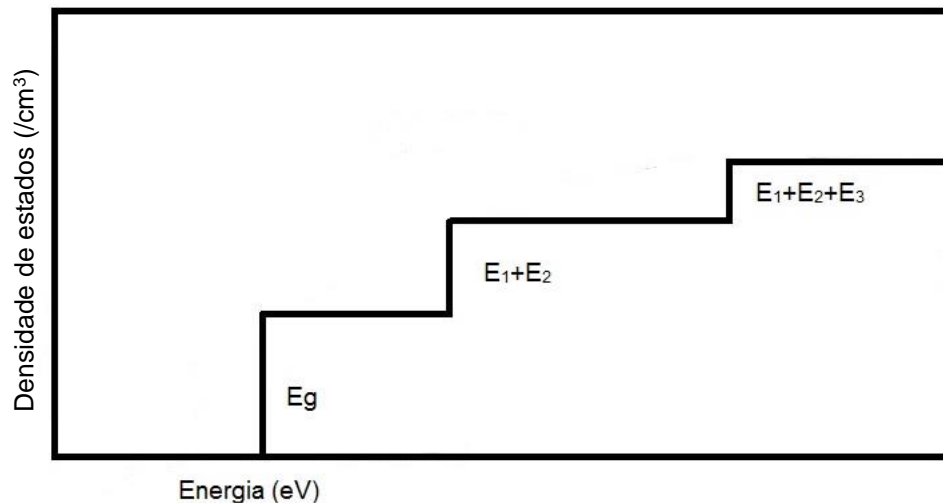 Densidade de estados (/cm³)
E₁+E₂+E₃
E₁+E₂
Eg
Energia (eV)